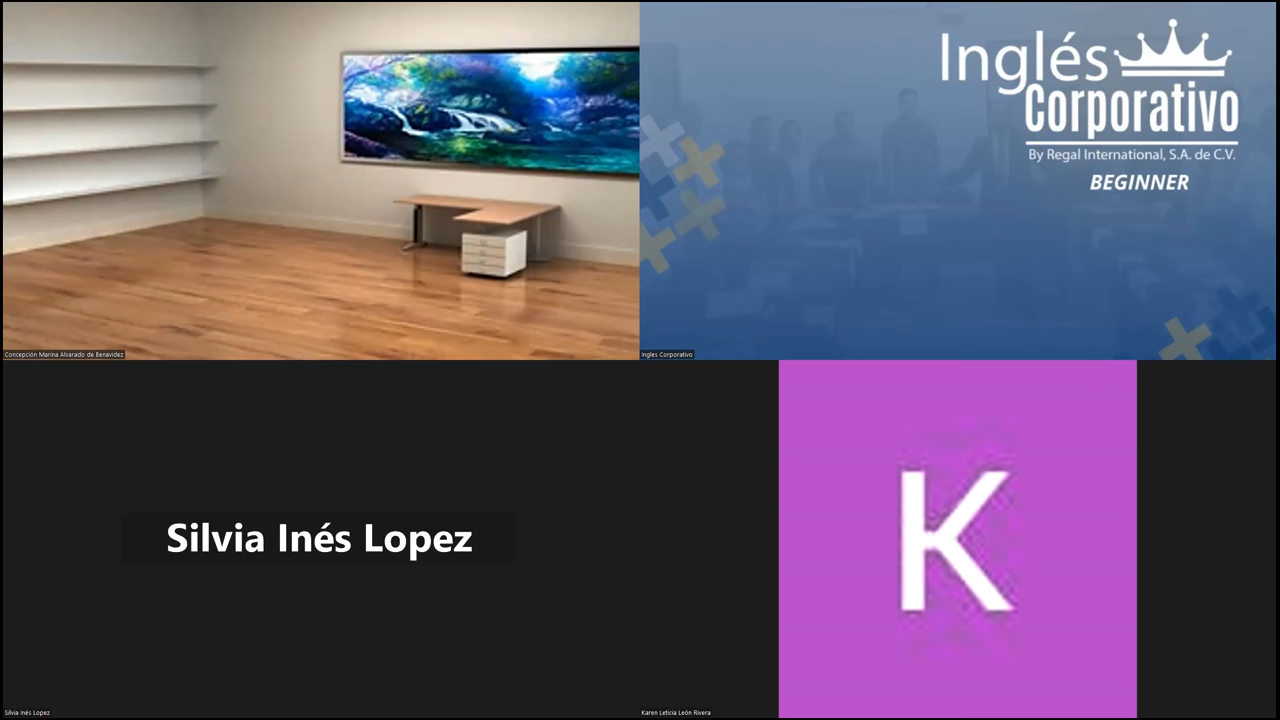 Inglés
Corporativo
By Regal International, S.A. de C.V.
BEGINNER
Concepción Marina Alvarado de Benavidez
Ingles Corporativo
Silvia Inés Lopez
K
Silvia Inés Lopez
Karen Leticia León Rivera